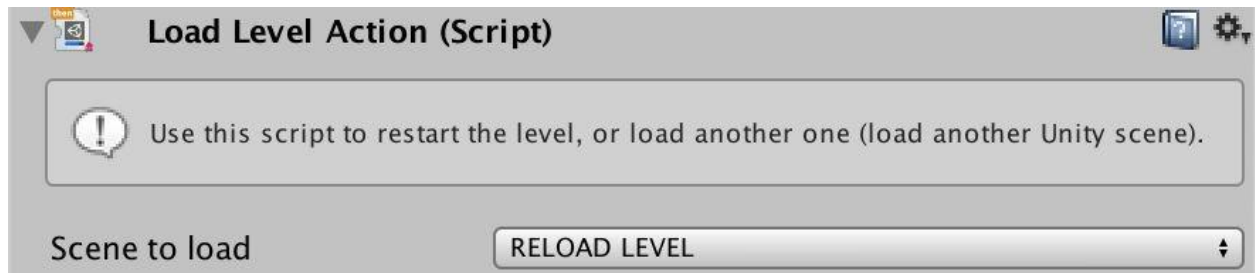 then
Load Level Action (Script)
Use this script to restart the level, or load another one (load another Unity scene).
Scene to load
RELOAD LEVEL